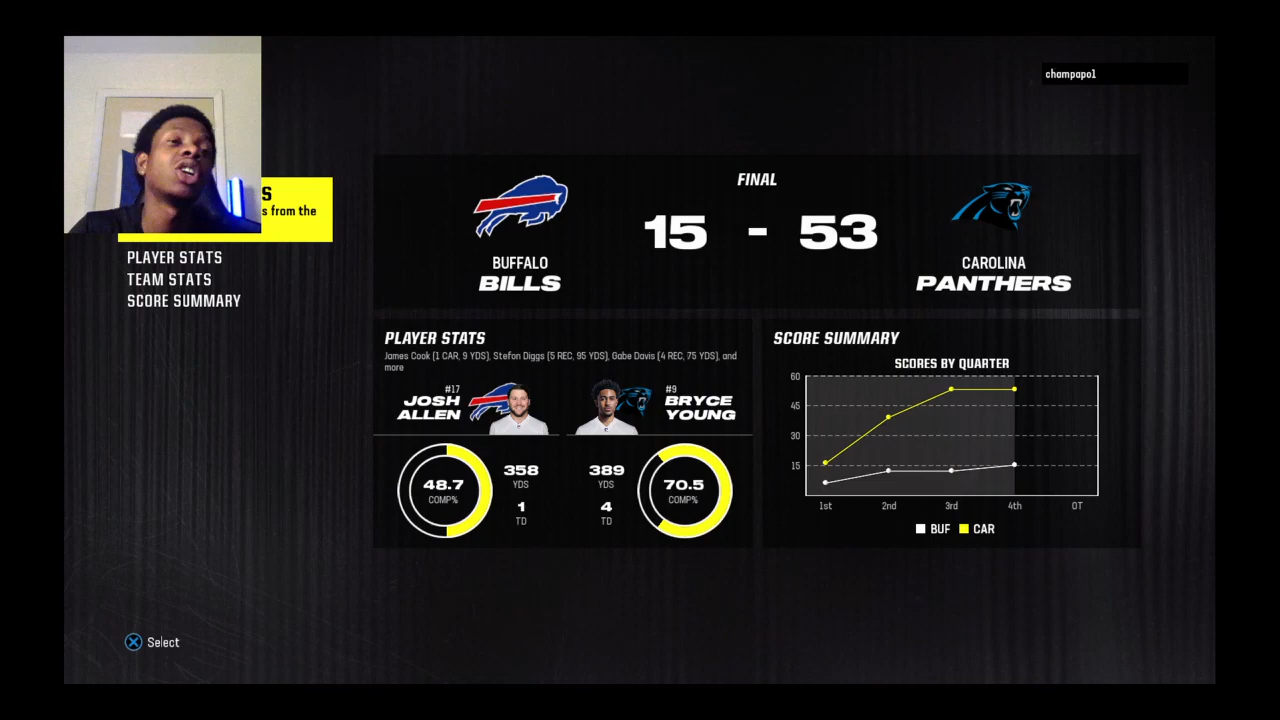 champapo1
S
s from the
PLAYER STATS
TEAM STATS
SCORE SUMMARY
FINAL
15 - 53
BUFFALO
BILLS
CAROLINA
PANTHERS
PLAYER STATS
James Cook (1 CAR, 9 YDS), Stefon Diggs (5 REC, 95 YDS), Gabe Davis (4 REC, 75 YDS), and
more
#17
JOSH
ALLEN
#9
BRYCE
YOUNG
48.7
COMP%
358
YDS
1
TD
389
YDS
4
TD
70.5
COMP%
SCORE SUMMARY
SCORES BY QUARTER
60
45
30
15
1st 2nd 3rd 4th OT
BUF CAR
Select